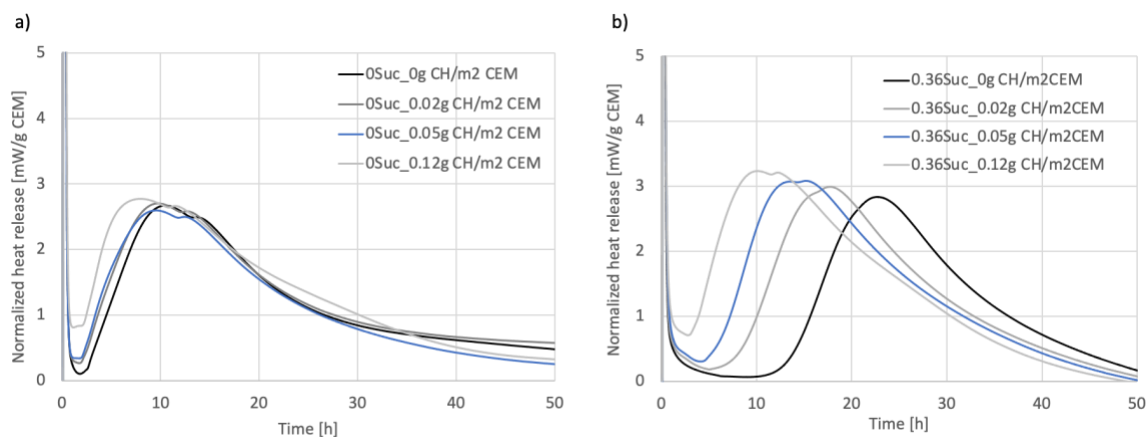 a)
Normalized heat release [mW/g CEM]
5
4
3
2
1
0
0Suc_0g CH/m2 CEM
0Suc_0.02g CH/m2 CEM
0Suc_0.05g CH/m2 CEM
0Suc_0.12g CH/m2 CEM
0 10 20 30 40 50
Time [h]
b)
Normalized heat release [mW/g CEM]
5
4
3
2
1
0
0.36Suc_0g CH/m2CEM
0.36Suc_0.02g CH/m2CEM
0.36Suc_0.05g CH/m2CEM
0.36Suc_0.12g CH/m2CEM
0 10 20 30 40 50
Time [h]